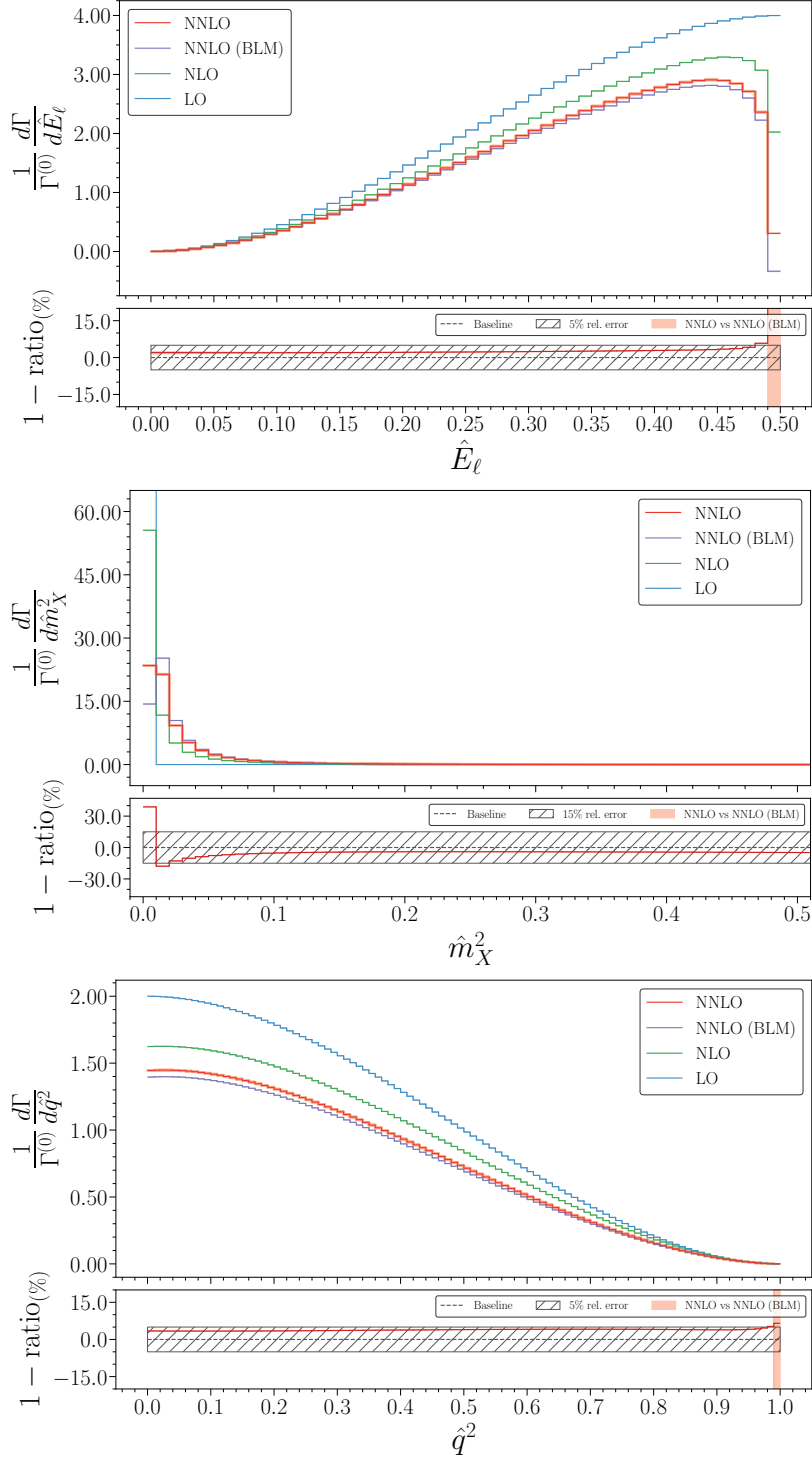 NNLO
NNLO (BLM)
NLO
LO
4.00
3.00
2.00
1.00
0.00
1/Γ⁽⁰⁾ dΓ/dÊ_ℓ
Baseline
5% rel. error
NNLO vs NNLO (BLM)
15.0
0.0
−15.0
1 − ratio(%)
0.00 0.05 0.10 0.15 0.20 0.25 0.30 0.35 0.40 0.45 0.50
Ê_ℓ
NNLO
NNLO (BLM)
NLO
LO
60.00
45.00
30.00
15.00
0.00
1/Γ⁽⁰⁾ dΓ/dm̂²_X
Baseline
15% rel. error
NNLO vs NNLO (BLM)
30.0
0.0
−30.0
1 − ratio(%)
0.0 0.1 0.2 0.3 0.4 0.5
m̂²_X
NNLO
NNLO (BLM)
NLO
LO
2.00
1.50
1.00
0.50
0.00
1/Γ⁽⁰⁾ dΓ/dq̂²
Baseline
5% rel. error
NNLO vs NNLO (BLM)
15.0
0.0
−15.0
1 − ratio(%)
0.0 0.1 0.2 0.3 0.4 0.5 0.6 0.7 0.8 0.9 1.0
q̂²